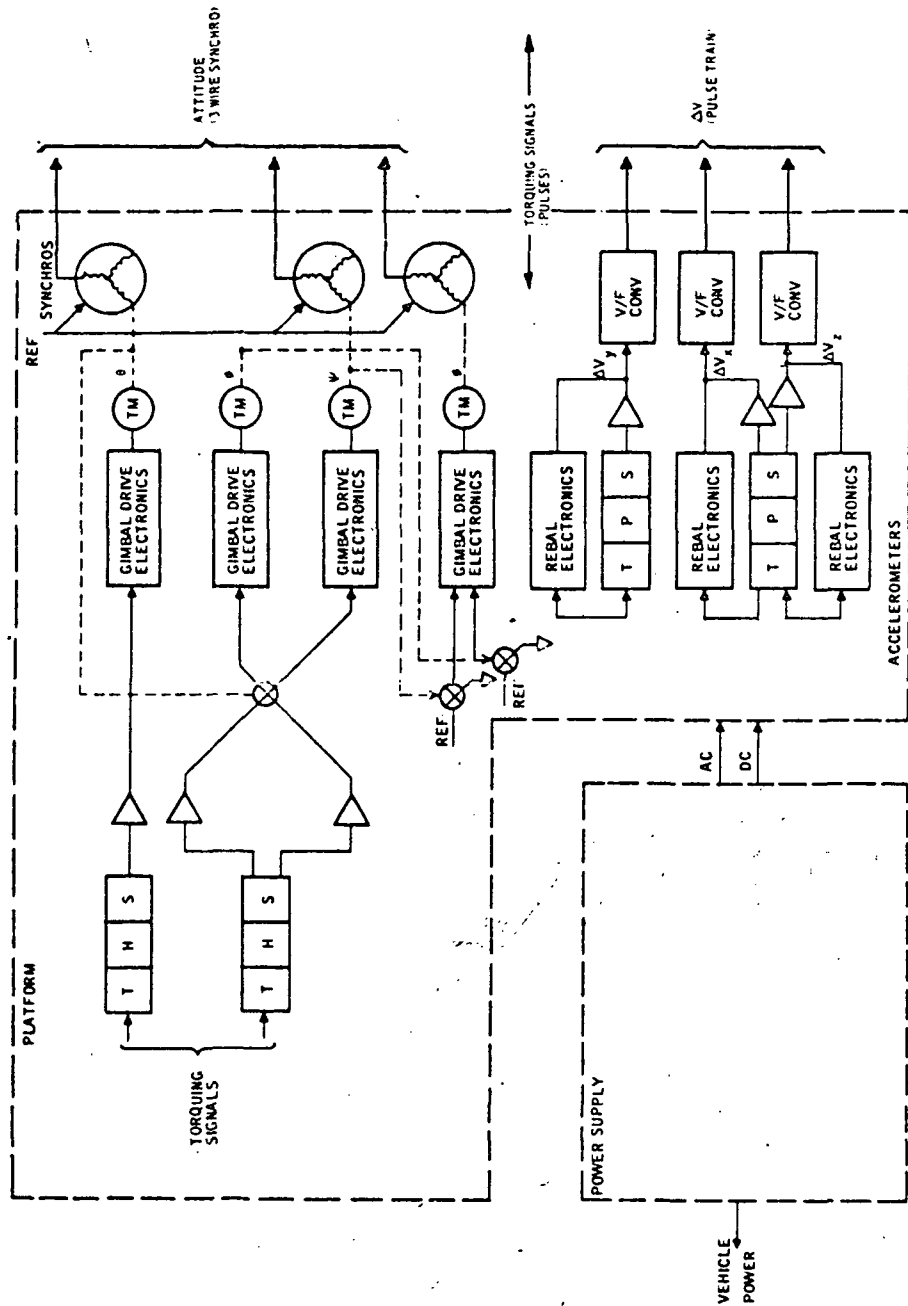 PLATFORM
TORQUING
SIGNALS
T H S
T H S
GIMBAL DRIVE
ELECTRONICS
GIMBAL DRIVE
ELECTRONICS
GIMBAL DRIVE
ELECTRONICS
GIMBAL DRIVE
ELECTRONICS
TM
TM
TM
TM
θ
ψ
REF
SYNCHROS
ATTITUDE
(3 WIRE SYNCHRO)
REF
REF
TORQUING SIGNALS
(PULSES)
REBAL
ELECTRONICS
T P S
REBAL
ELECTRONICS
T P S
REBAL
ELECTRONICS
ΔVy
ΔVx
ΔVz
V/F
CONV
V/F
CONV
V/F
CONV
ΔV
(PULSE TRAIN)
ACCELEROMETERS
AC
DC
POWER SUPPLY
VEHICLE
POWER